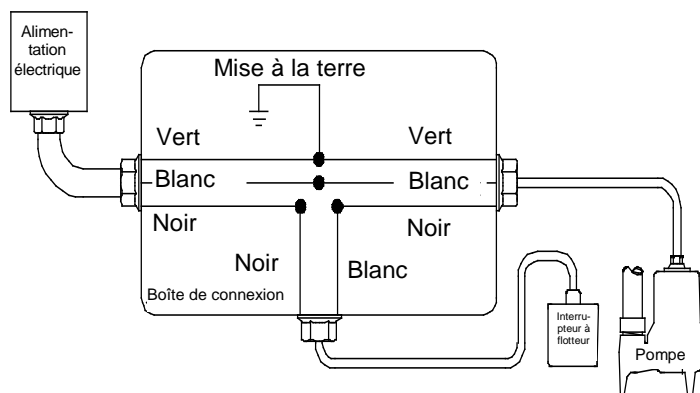 Alimen-
tation
électrique
Mise à la terre
Vert
Vert
Blanc
Blanc
Noir
Noir
Noir
Blanc
Boîte de connexion
Interru-
pteur à
flotteur
Pompe